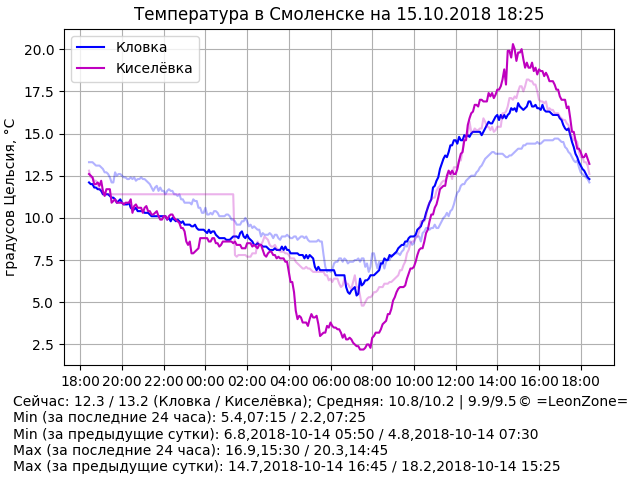 Температура в Смоленске на 15.10.2018 18:25
Кловка
Киселёвка
градусов Цельсия, °C
20.0
17.5
15.0
12.5
10.0
7.5
5.0
2.5
18:00 20:00 22:00 00:00 02:00 04:00 06:00 08:00 10:00 12:00 14:00 16:00 18:00
Сейчас: 12.3 / 13.2 (Кловка / Киселёвка); Средняя: 10.8/10.2 | 9.9/9.5 © =LeonZone=
Min (за последние 24 часа): 5.4,07:15 / 2.2,07:25
Min (за предыдущие сутки): 6.8,2018-10-14 05:50 / 4.8,2018-10-14 07:30
Max (за последние 24 часа): 16.9,15:30 / 20.3,14:45
Max (за предыдущие сутки): 14.7,2018-10-14 16:45 / 18.2,2018-10-14 15:25